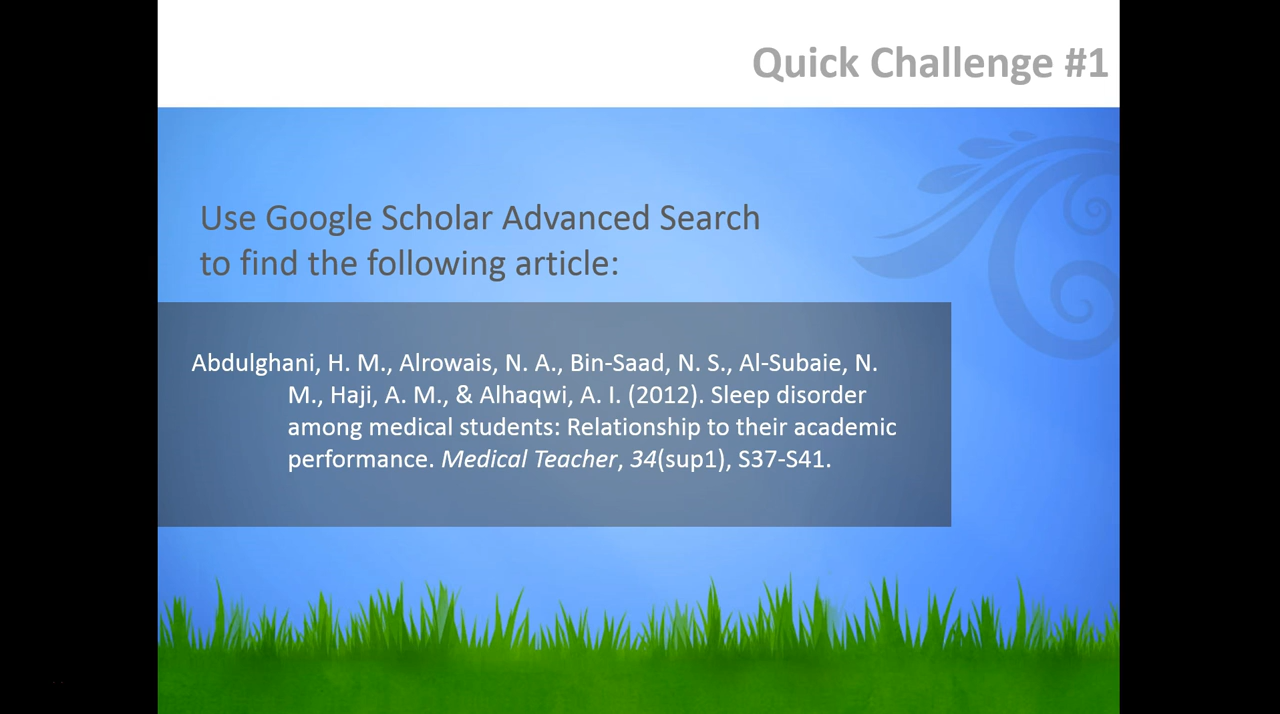 Quick Challenge #1
Use Google Scholar Advanced Search
to find the following article:
Abdulghani, H. M., Alrowais, N. A., Bin-Saad, N. S., Al-Subaie, N.
M., Haji, A. M., & Alhaqwi, A. I. (2012). Sleep disorder
among medical students: Relationship to their academic
performance. Medical Teacher, 34(sup1), S37-S41.